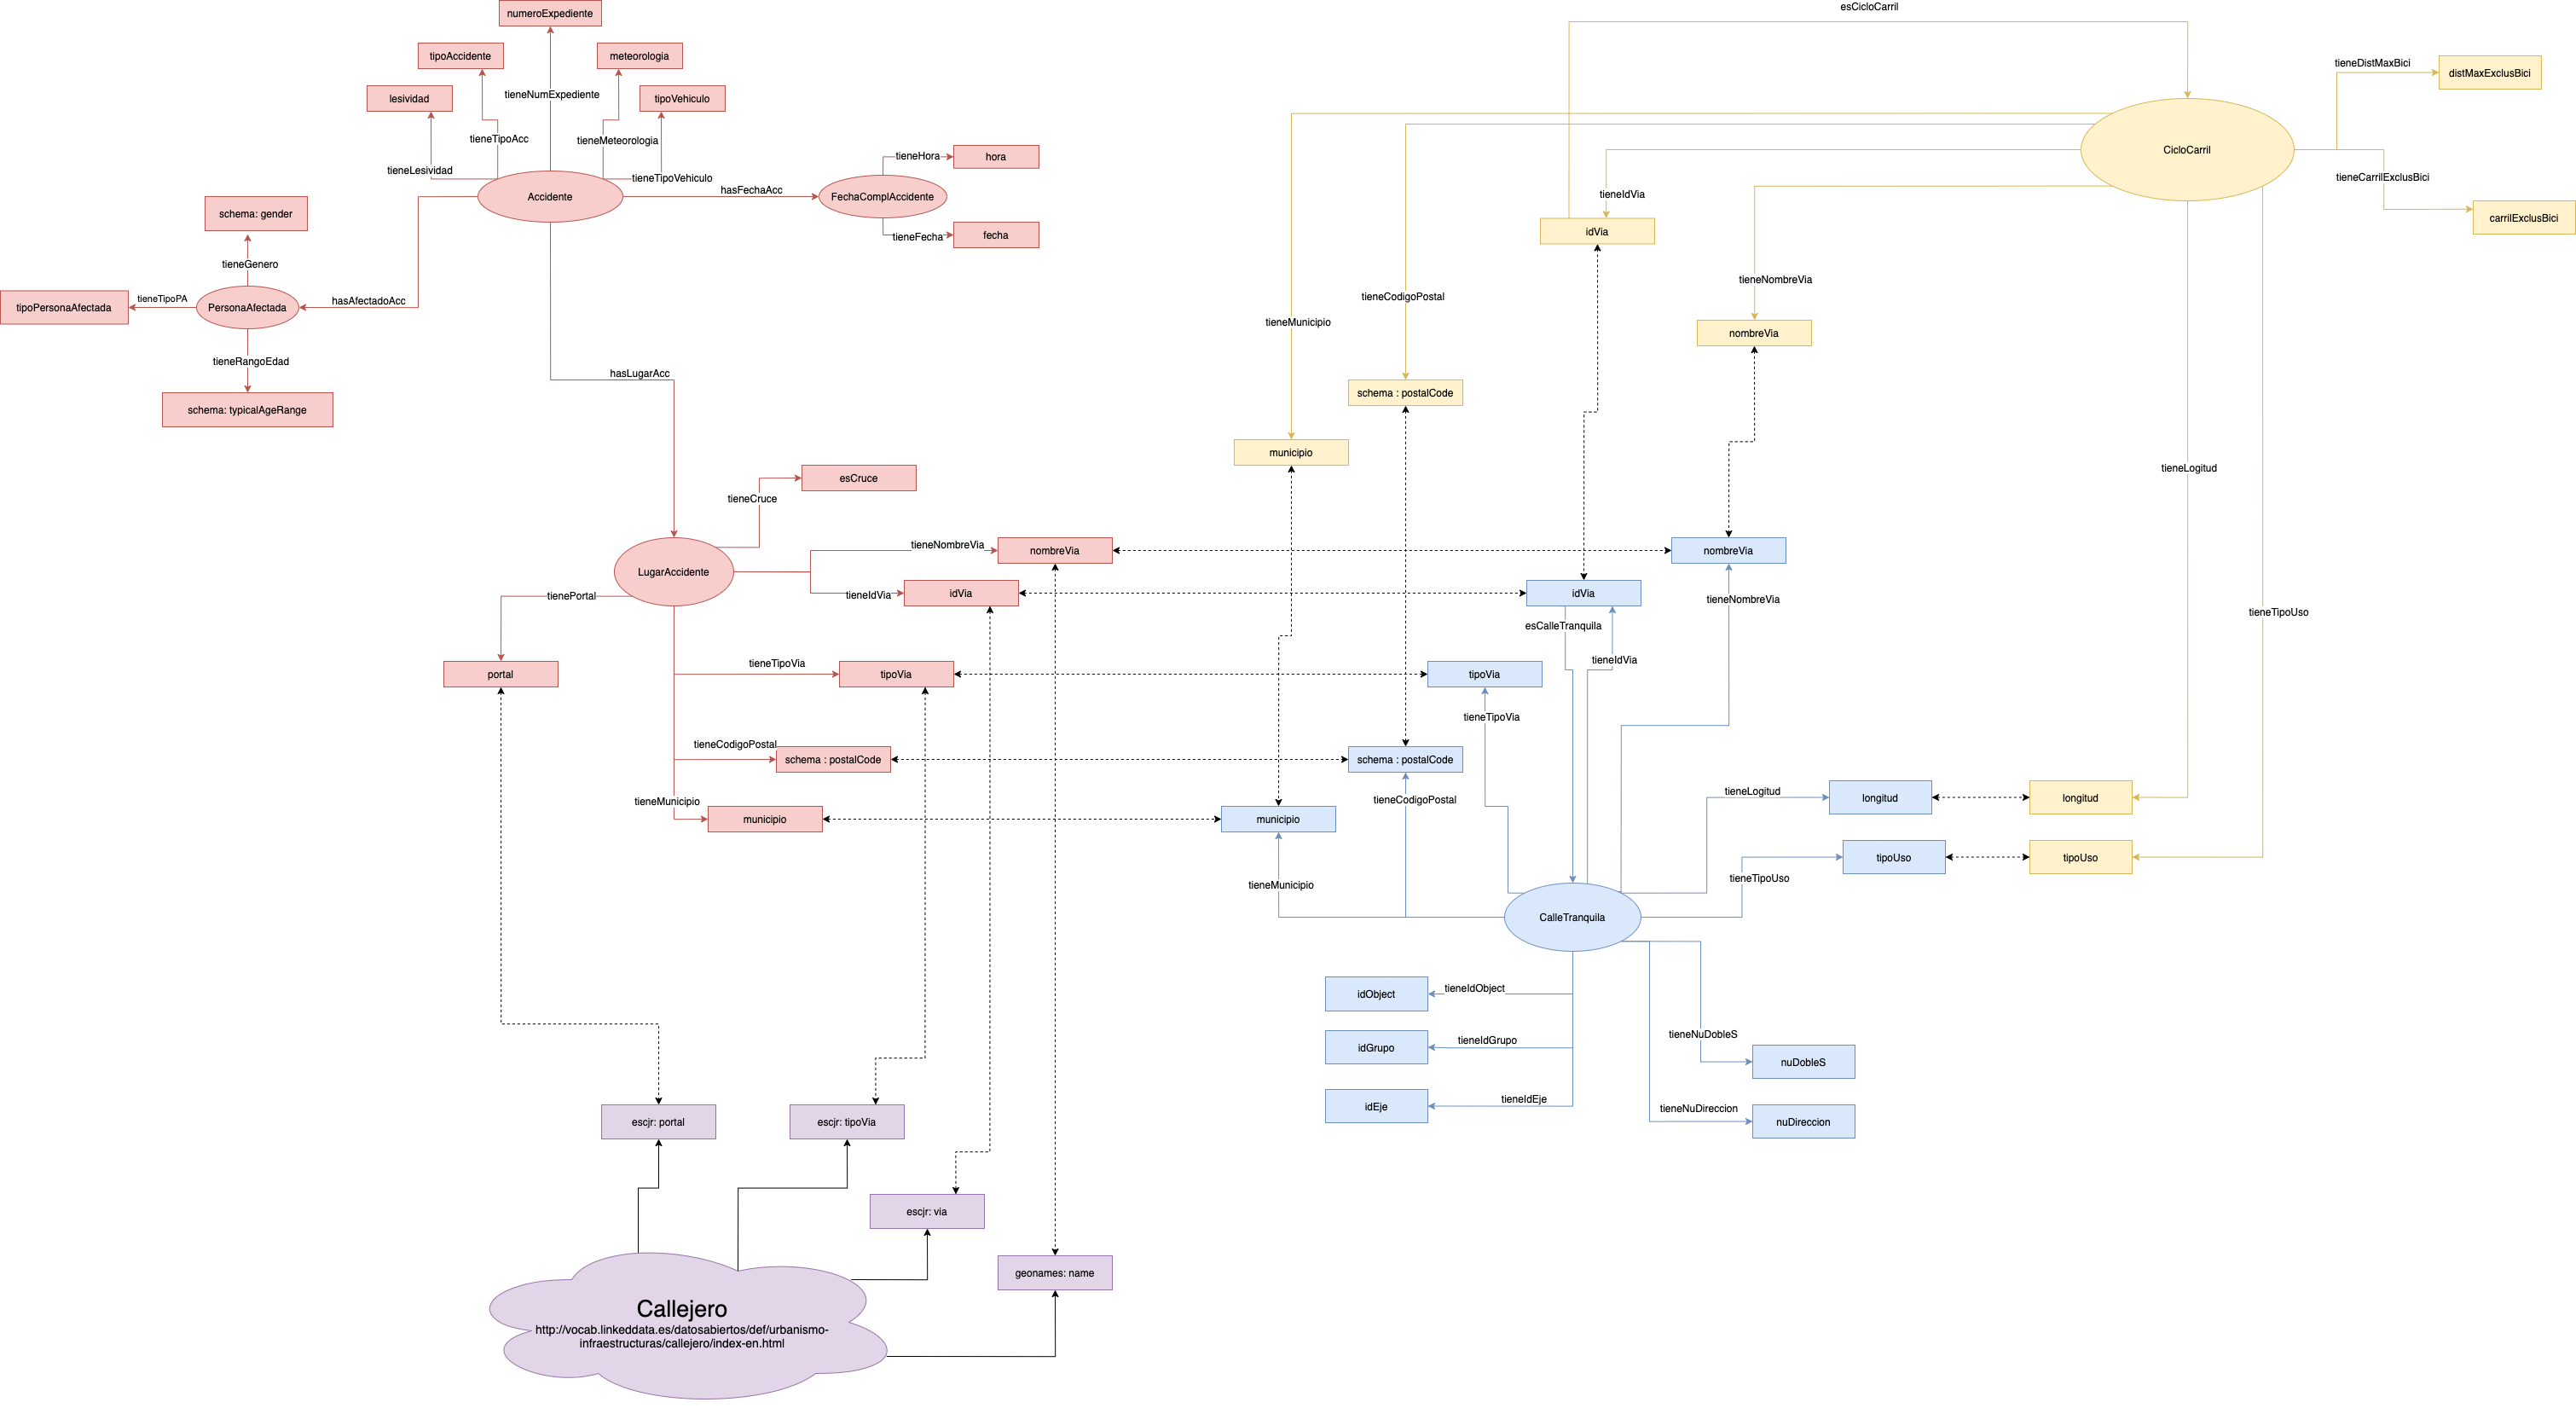 esCicloCarril
numeroExpediente
tipoAccidente
meteorologia
tieneDistMaxBici
distMaxExclusBici
lesividad
tieneNumExpediente
tipoVehiculo
tieneTipoAcc
tieneMeteorologia
CicloCarril
tieneHora
hora
tieneLesividad
tieneTipoVehiculo
tieneCarrilExclusBici
hasFechaAcc
Accidente
FechaComplAccidente
tieneIdVia
schema: gender
carrilExclusBici
idVia
tieneFecha
fecha
tieneGenero
tieneNombreVia
tieneTipoPA
hasAfectadoAcc
tieneCodigoPostal
tipoPersonaAfectada
PersonaAfectada
tieneMunicipio
nombreVia
tieneRangoEdad
hasLugarAcc
schema : postalCode
schema: typicalAgeRange
municipio
tieneLogitud
esCruce
tieneCruce
tieneNombreVia
nombreVia
nombreVia
LugarAccidente
tienePortal
tieneIdVia
idVia
idVia
tieneNombreVia
tieneTipoUso
esCalleTranquila
tieneTipoVia
tieneIdVia
portal
tipoVia
tipoVia
tieneTipoVia
tieneCodigoPostal
schema : postalCode
schema : postalCode
tieneLogitud
longitud
longitud
tieneMunicipio
tieneCodigoPostal
municipio
municipio
tipoUso
tipoUso
tieneMunicipio
tieneTipoUso
CalleTranquila
idObject
tieneIdObject
tieneNuDobleS
idGrupo
tieneIdGrupo
nuDobleS
idEje
tieneIdEje
tieneNuDireccion
nuDireccion
escjr: portal
escjr: tipoVia
escjr: via
geonames: name
Callejero
http://vocab.linkeddata.es/datosabiertos/def/urbanismo-
infraestructuras/callejero/index-en.html